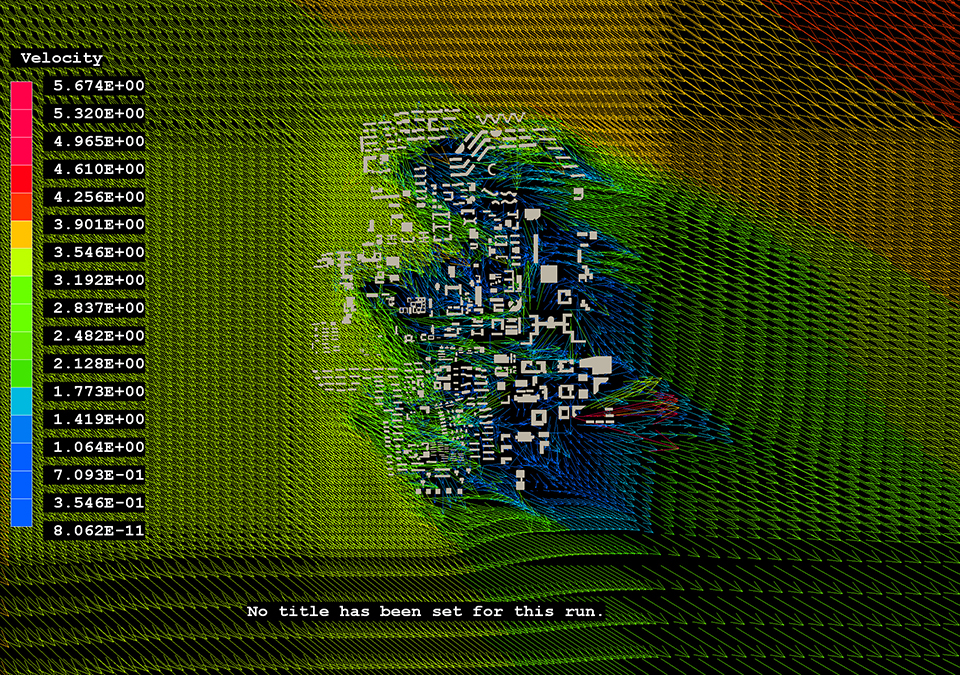 Velocity
5.674E+00
5.320E+00
4.965E+00
4.610E+00
4.256E+00
3.901E+00
3.546E+00
3.192E+00
2.837E+00
2.482E+00
2.128E+00
1.773E+00
1.419E+00
1.064E+00
7.093E-01
3.546E-01
8.062E-11
No title has been set for this run.